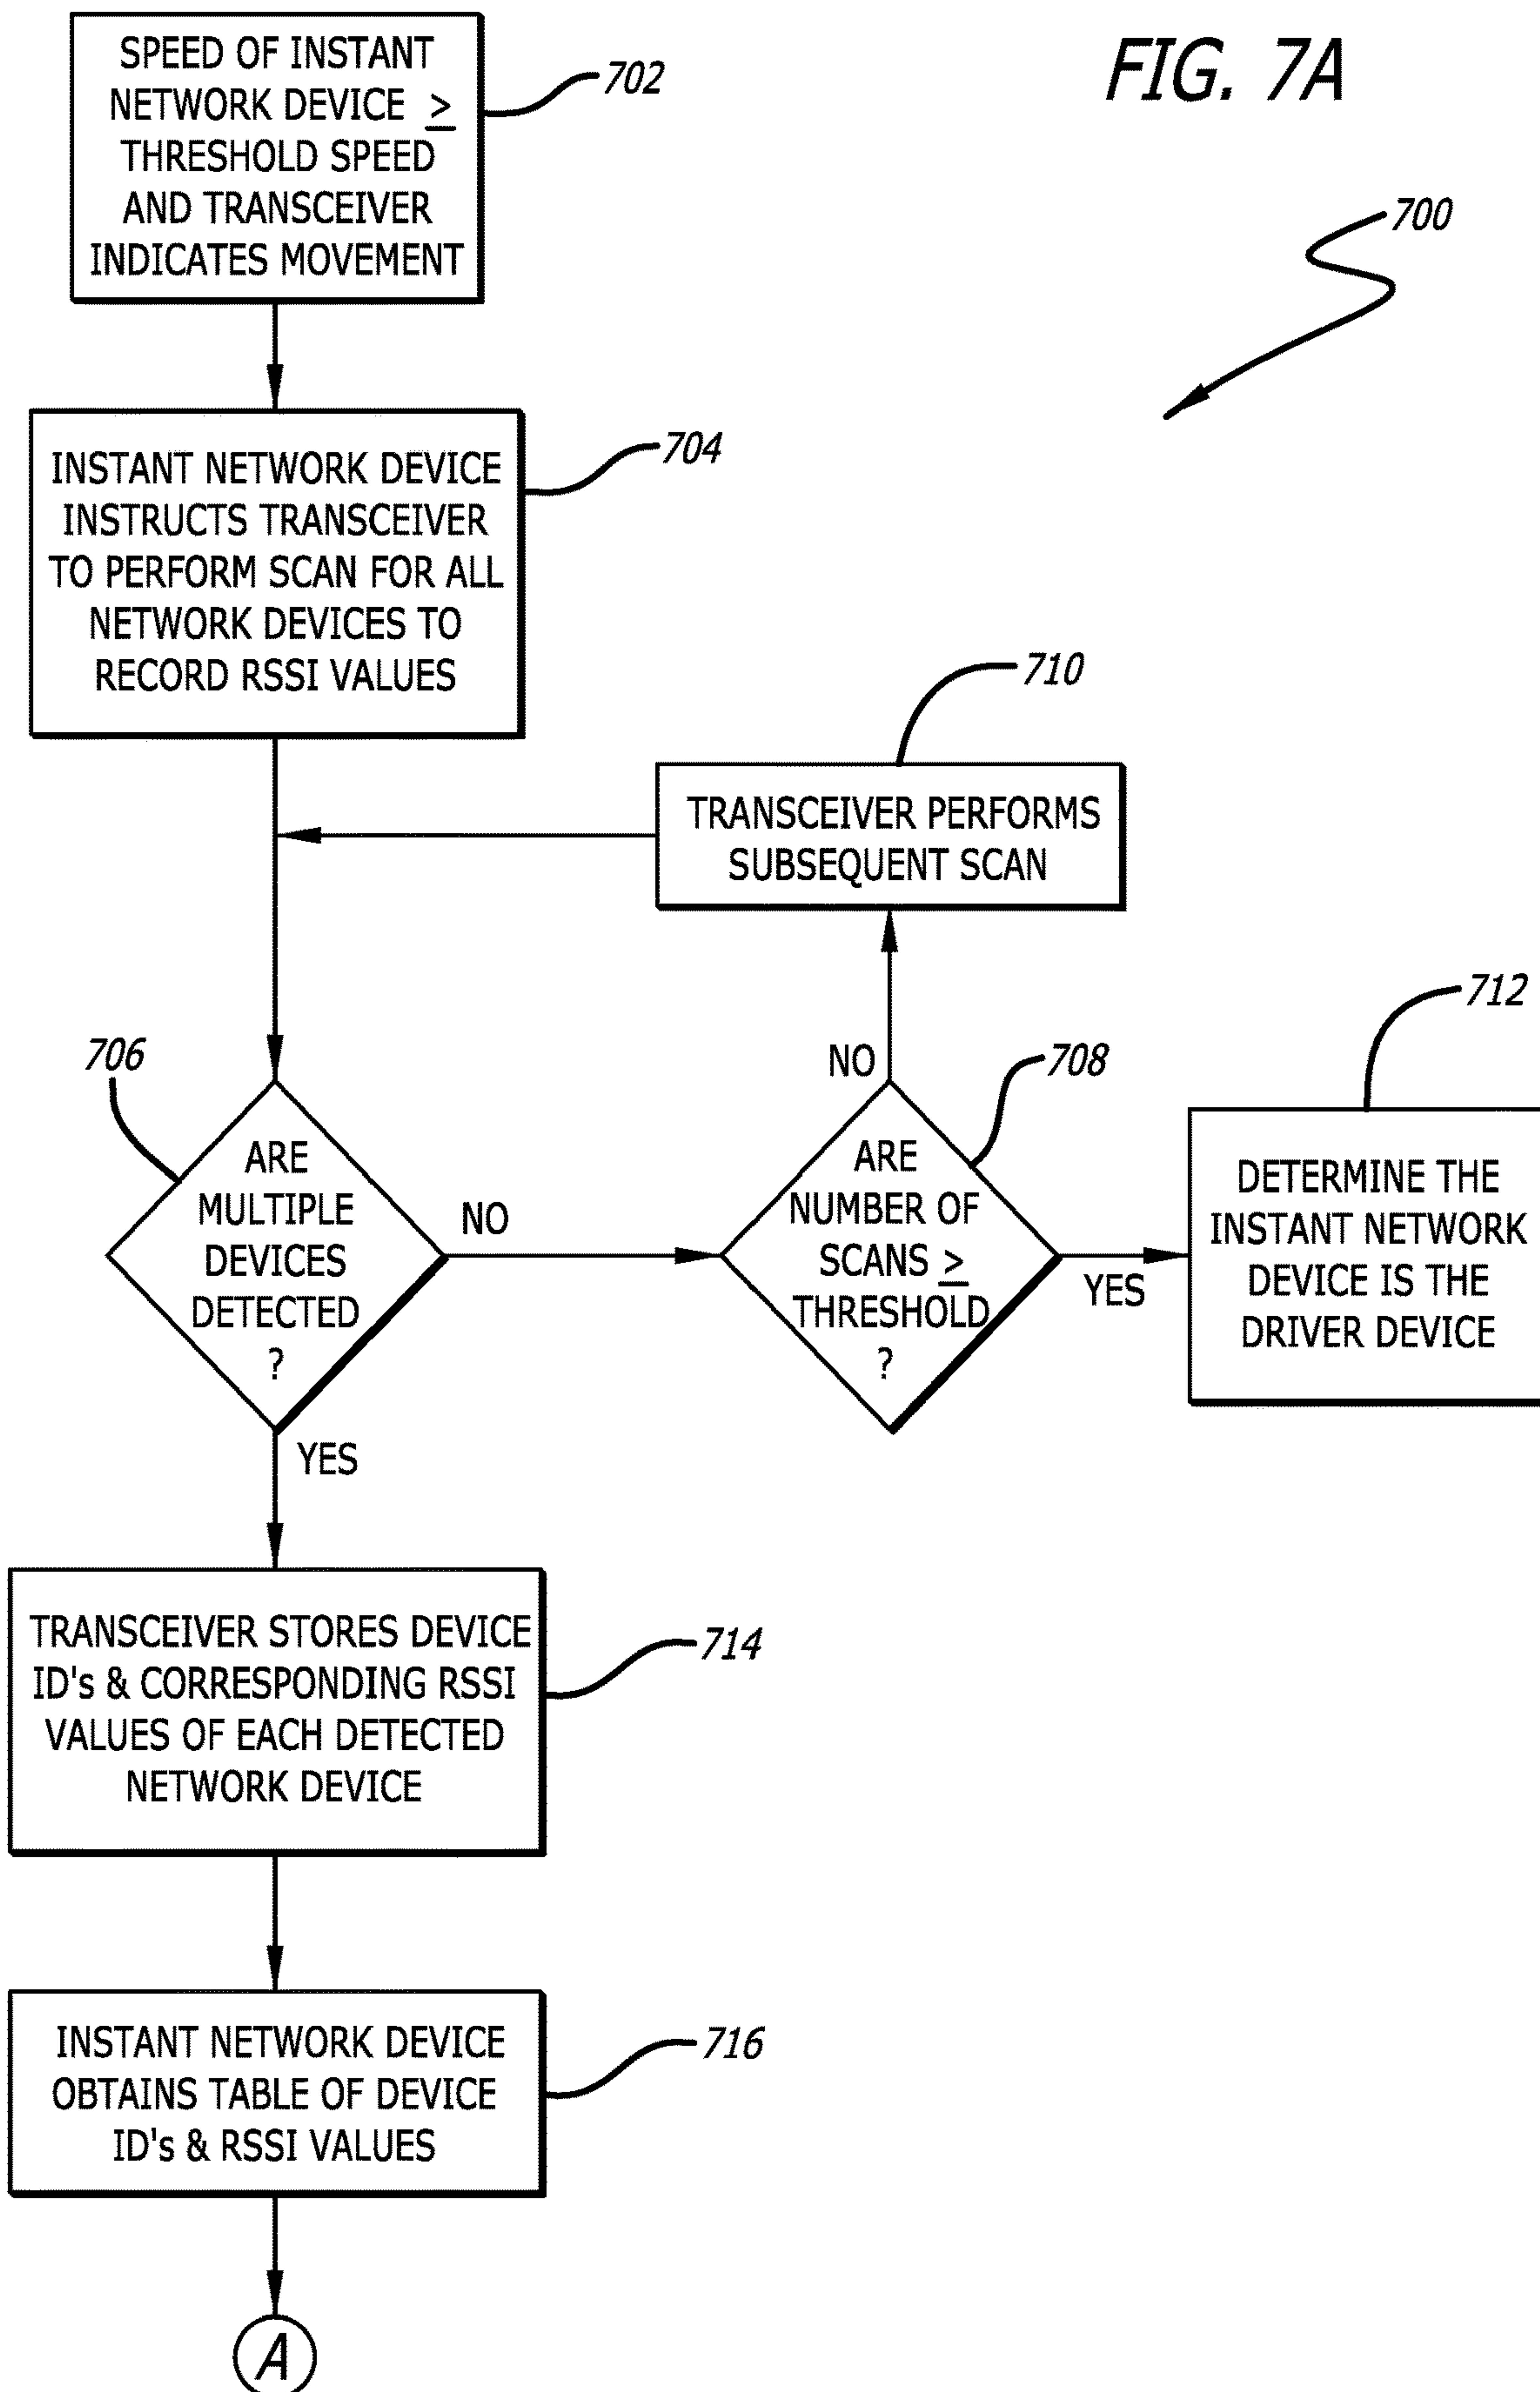 FIG. 7A
700
SPEED OF INSTANT
NETWORK DEVICE ≥
THRESHOLD SPEED
AND TRANSCEIVER
INDICATES MOVEMENT
702
INSTANT NETWORK DEVICE
INSTRUCTS TRANSCEIVER
TO PERFORM SCAN FOR ALL
NETWORK DEVICES TO
RECORD RSSI VALUES
704
710
TRANSCEIVER PERFORMS
SUBSEQUENT SCAN
706
ARE
MULTIPLE
DEVICES
DETECTED
?
NO
YES
NO
708
ARE
NUMBER OF
SCANS ≥
THRESHOLD
?
YES
712
DETERMINE THE
INSTANT NETWORK
DEVICE IS THE
DRIVER DEVICE
TRANSCEIVER STORES DEVICE
ID's & CORRESPONDING RSSI
VALUES OF EACH DETECTED
NETWORK DEVICE
714
INSTANT NETWORK DEVICE
OBTAINS TABLE OF DEVICE
ID's & RSSI VALUES
716
A